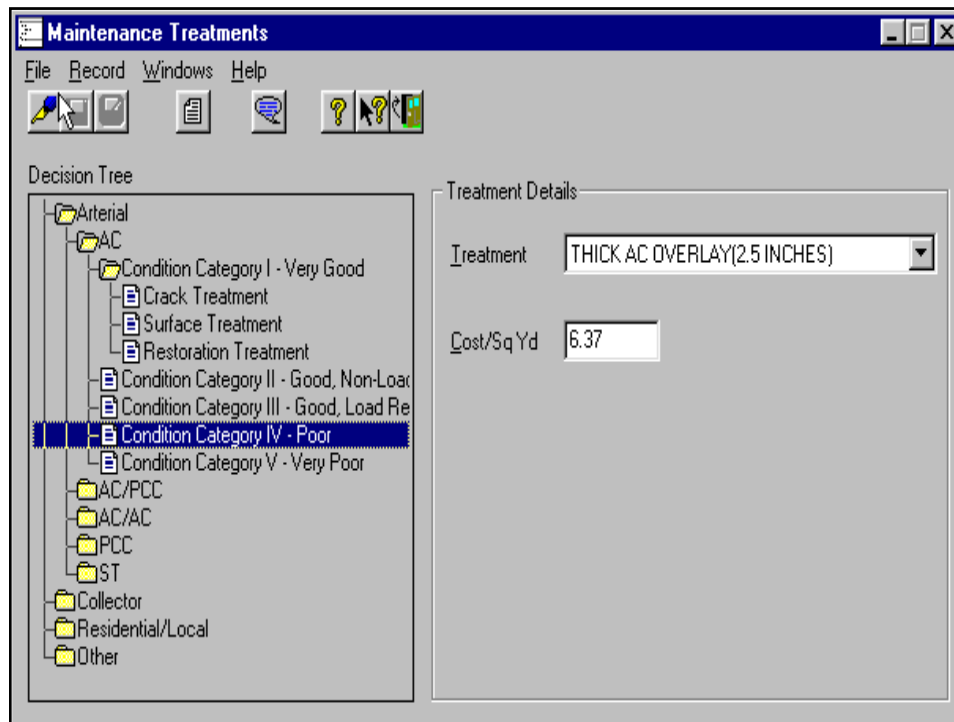 Maintenance Treatments
File Record Windows Help
Decision Tree
Arterial
AC
Condition Category I - Very Good
Crack Treatment
Surface Treatment
Restoration Treatment
Condition Category II - Good, Non-Load
Condition Category III - Good, Load Re
Condition Category IV - Poor
Condition Category V - Very Poor
AC/PCC
AC/AC
PCC
ST
Collector
Residential/Local
Other
Treatment Details
Treatment THICK AC OVERLAY(2.5 INCHES)
Cost/Sq Yd 6.37